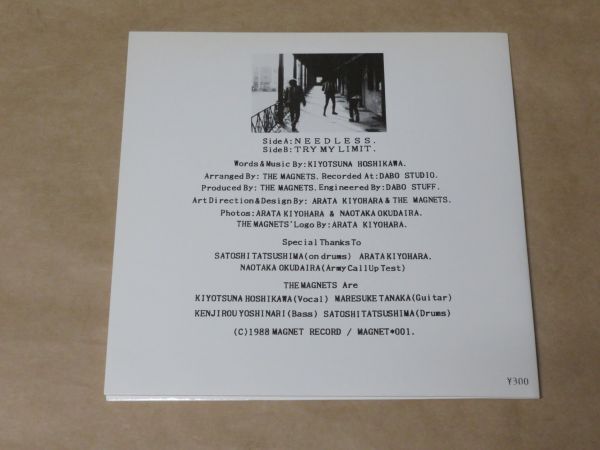 Side A: NEEDLESS.
Side B: TRY MY LIMIT.
Words & Music By: KIYOTSUNA HOSHIKAWA.
Arranged By: THE MAGNETS. Recorded At: DABO STUDIO.
Produced By: THE MAGNETS. Engineered By: DABO STUFF.
Art Direction & Design By: ARATA KIYOHARA & THE MAGNETS.
Photos: ARATA KIYOHARA & NAOTAKA OKUDAIRA.
THE MAGNETS' Logo By: ARATA KIYOHARA.
Special Thanks To
SATOSHI TATSUSHIMA (on drums) ARATA KIYOHARA.
NAOTAKA OKUDAIRA (Army Call Up Test)
THE MAGNETS Are
KIYOTSUNA HOSHIKAWA (Vocal) MARESUKE TANAKA (Guitar)
KENJIROU YOSHINARI (Bass) SATOSHI TATSUSHIMA (Drums)
(C) 1988 MAGNET RECORD / MAGNET*001.
¥300